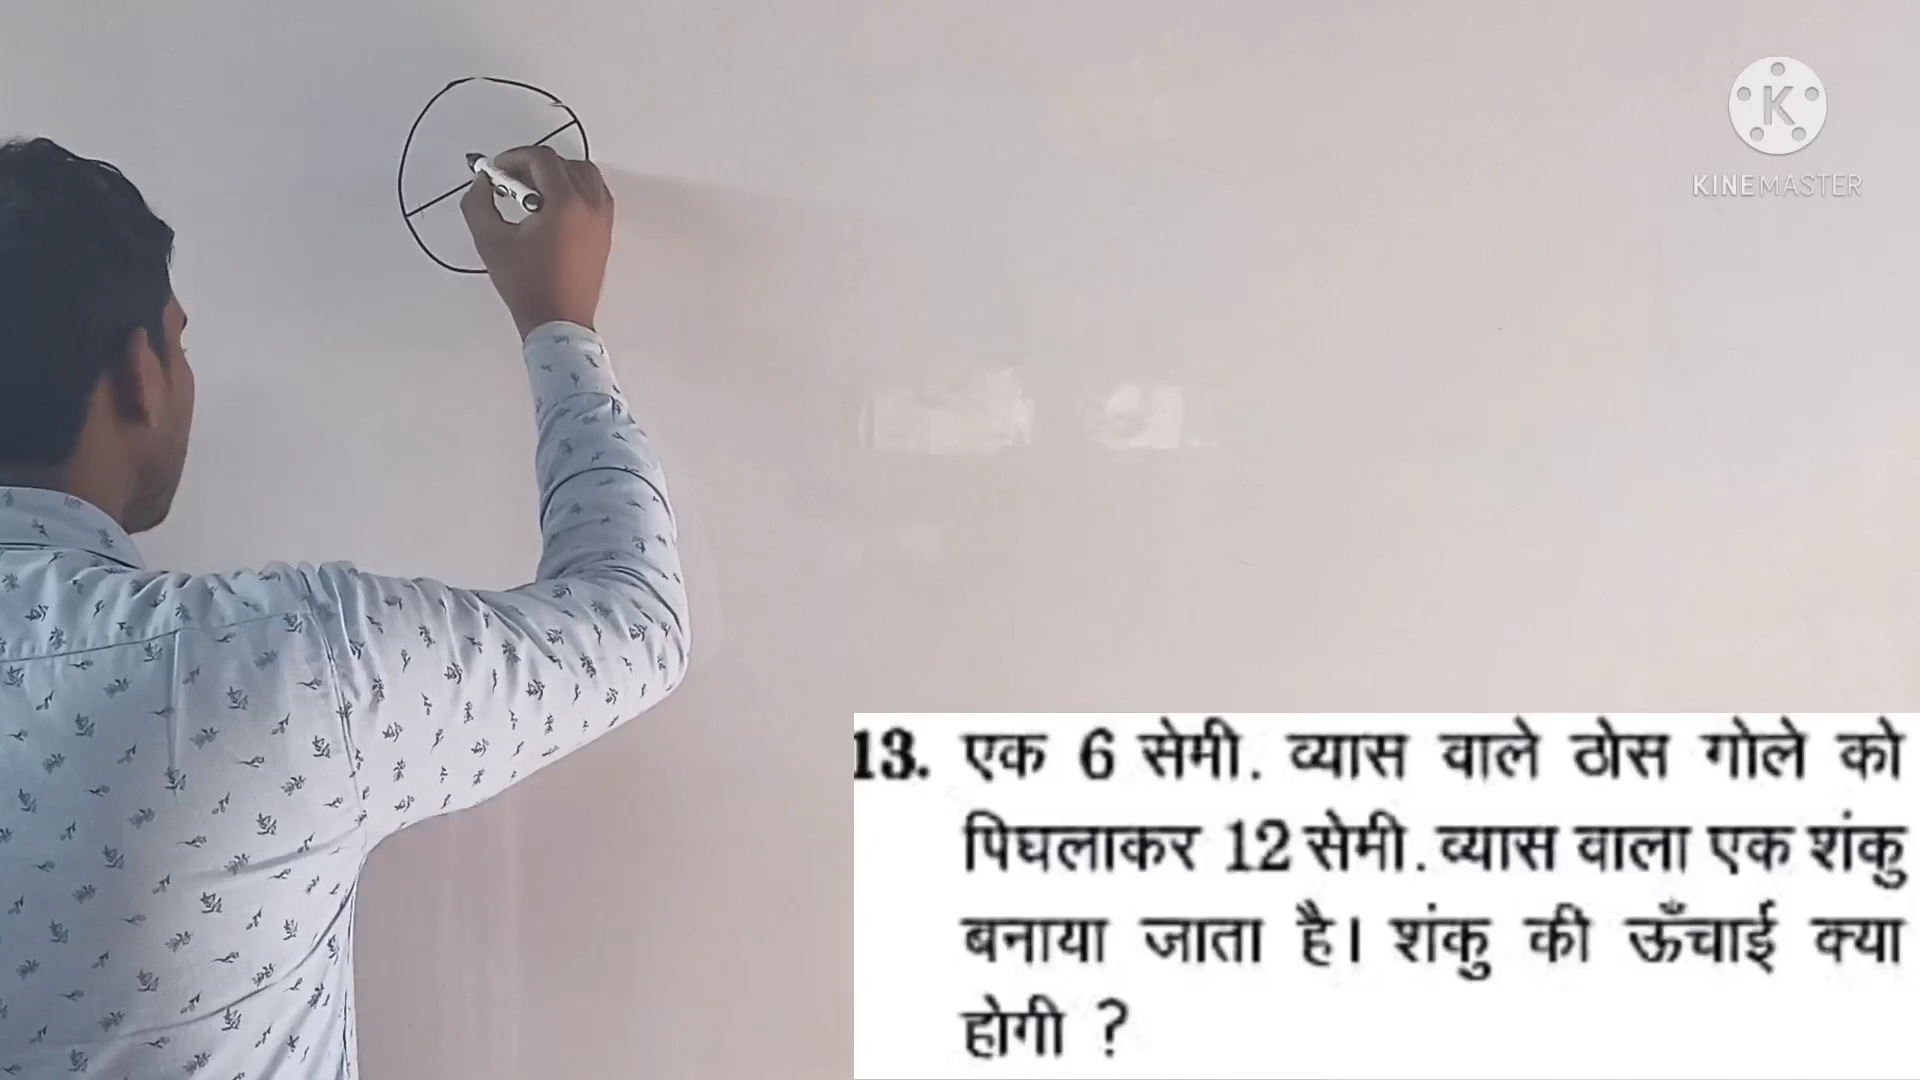 K
KINEMASTER
13. एक 6 सेमी. व्यास वाले ठोस गोले को
पिघलाकर 12 सेमी. व्यास वाला एक शंकु
बनाया जाता है। शंकु की ऊँचाई क्या
होगी ?